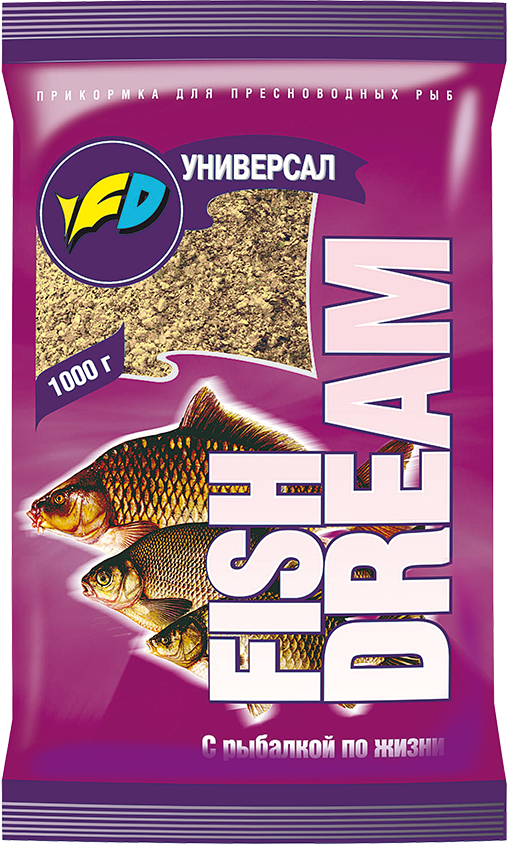 ПРИКОРМКА ДЛЯ ПРЕСНОВОДНЫХ РЫБ
FD
УНИВЕРСАЛ
1000 г
FISH
DREAM
С рыбалкой по жизни